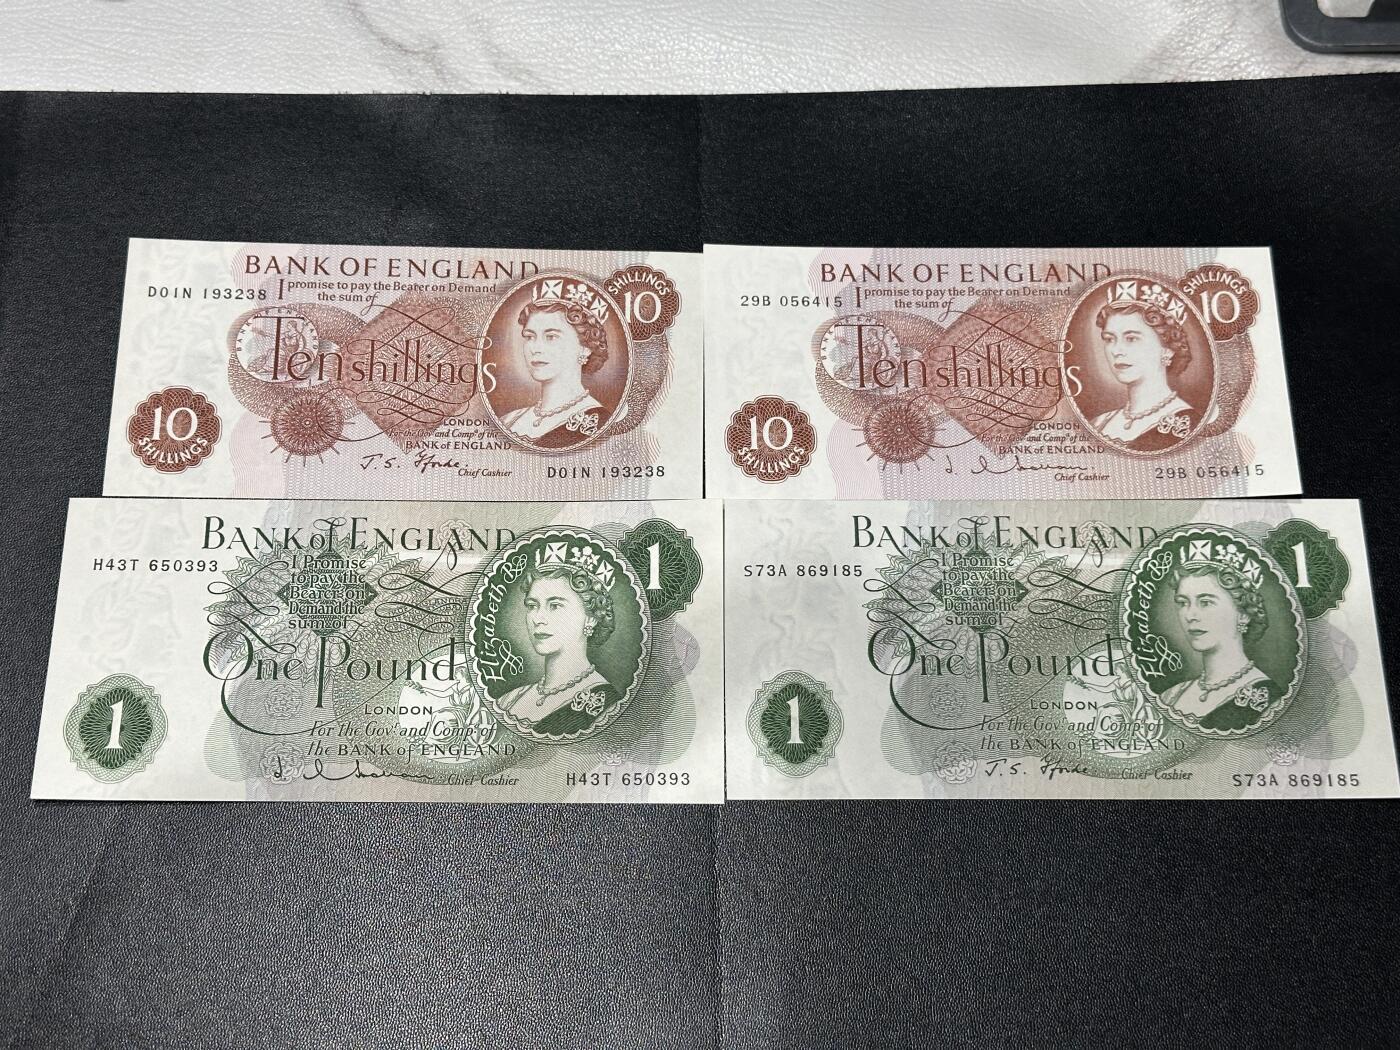 BANK OF ENGLAND
D01N 193238
I promise to pay the Bearer on Demand
the sum of
Ten shillings
10
SHILLINGS
10
SHILLINGS
LONDON
For the Govr and Compa of the
BANK OF ENGLAND
J. S. Fforde
Chief Cashier
D01N 193238
BANK OF ENGLAND
29B 056415
I promise to pay the Bearer on Demand
the sum of
Ten shillings
10
SHILLINGS
10
SHILLINGS
LONDON
For the Govr and Compa of the
BANK OF ENGLAND
Chief Cashier
29B 056415
BANK of ENGLAND
H43T 650393
I Promise
to pay the
Bearer on
Demand the
sum of
One Pound
Elizabeth R
1
1
LONDON
For the Govr and Compa of
the BANK of ENGLAND
Chief Cashier
H43T 650393
BANK of ENGLAND
S73A 869185
I Promise
to pay the
Bearer on
Demand the
sum of
One Pound
Elizabeth R
1
1
LONDON
For the Govr and Compa of
the BANK of ENGLAND
J. S. Fforde
Chief Cashier
S73A 869185